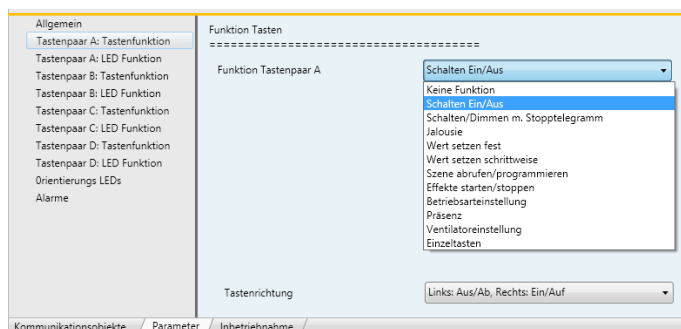 Allgemein
Tastenpaar A: Tastenfunktion
Tastenpaar A: LED Funktion
Tastenpaar B: Tastenfunktion
Tastenpaar B: LED Funktion
Tastenpaar C: Tastenfunktion
Tastenpaar C: LED Funktion
Tastenpaar D: Tastenfunktion
Tastenpaar D: LED Funktion
Orientierungs LEDs
Alarme
Funktion Tasten
======================================
Funktion Tastenpaar A
Schalten Ein/Aus
Keine Funktion
Schalten Ein/Aus
Schalten/Dimmen m. Stopptelegramm
Jalousie
Wert setzen fest
Wert setzen schrittweise
Szene abrufen/programmieren
Effekte starten/stoppen
Betriebsarteinstellung
Präsenz
Ventilatoreinstellung
Einzeltasten
Tastenrichtung
Links: Aus/Ab, Rechts: Ein/Auf
Kommunikationsobjekte / Parameter / Inbetriebnahme /